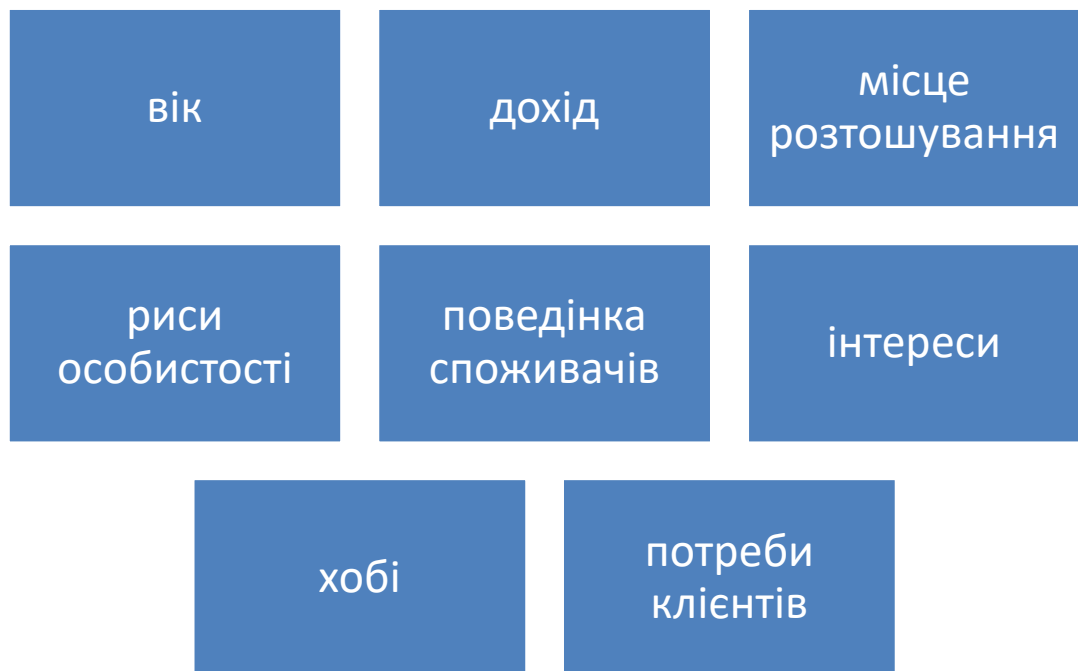 вік
дохід
місце
розтошування
риси
особистості
поведінка
споживачів
інтереси
хобі
потреби
клієнтів